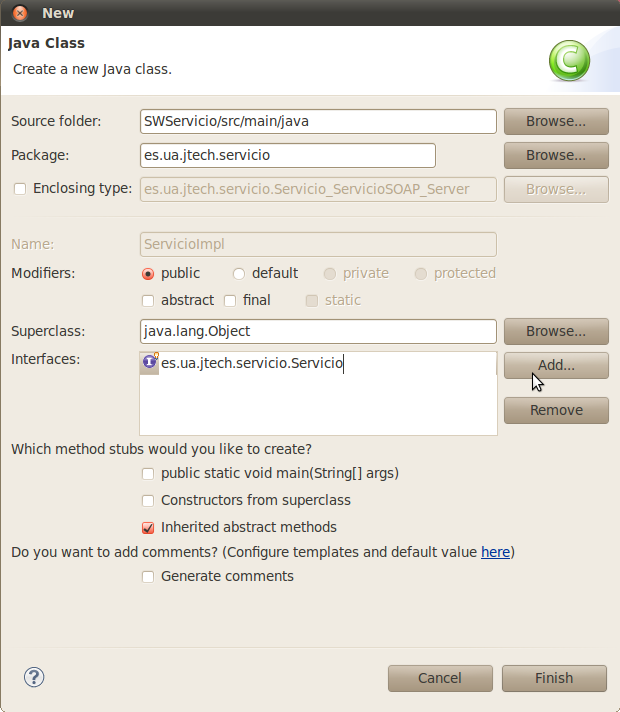 New
Java Class
Create a new Java class.
Source folder: SWServicio/src/main/java Browse...
Package: es.ua.jtech.servicio Browse...
Enclosing type: es.ua.jtech.servicio.Servicio_ServicioSOAP_Server Browse...
Name: ServicioImpl
Modifiers: public default private protected
abstract final static
Superclass: java.lang.Object Browse...
Interfaces: es.ua.jtech.servicio.Servicio Add...
Remove
Which method stubs would you like to create?
public static void main(String[] args)
Constructors from superclass
Inherited abstract methods
Do you want to add comments? (Configure templates and default value here)
Generate comments
? Cancel Finish